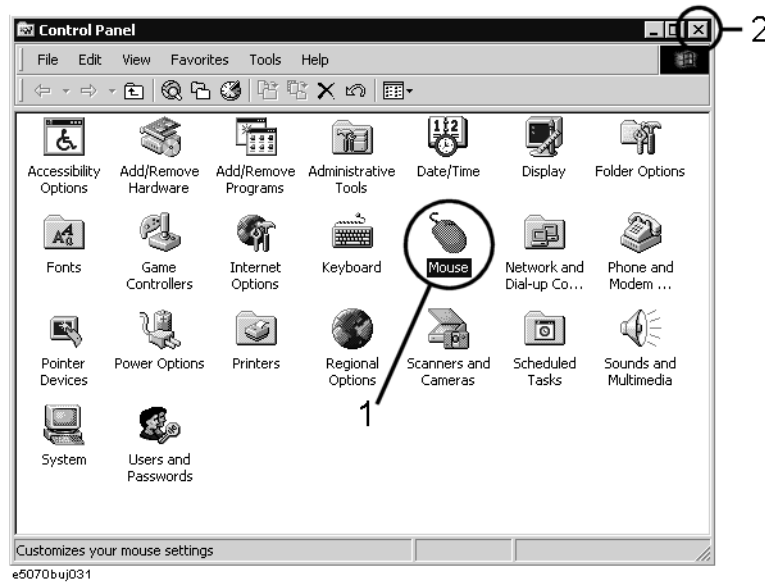 Control Panel
2
File Edit View Favorites Tools Help
Accessibility Options
Add/Remove Hardware
Add/Remove Programs
Administrative Tools
Date/Time
Display
Folder Options
Fonts
Game Controllers
Internet Options
Keyboard
Mouse
Network and Dial-up Co...
Phone and Modem ...
Pointer Devices
Power Options
Printers
Regional Options
Scanners and Cameras
Scheduled Tasks
Sounds and Multimedia
1
System
Users and Passwords
Customizes your mouse settings
e5070buj031